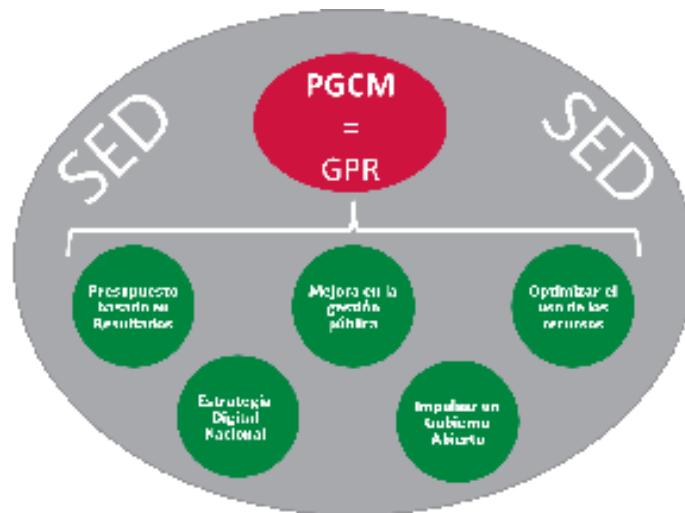 SED
PGCM
=
GPR
SED
Presupuesto
basado en
Resultados
Mejora en la
gestión
pública
Optimizar el
uso de los
recursos
Estrategia
Digital
Nacional
Impulsar un
Gobierno
Abierto